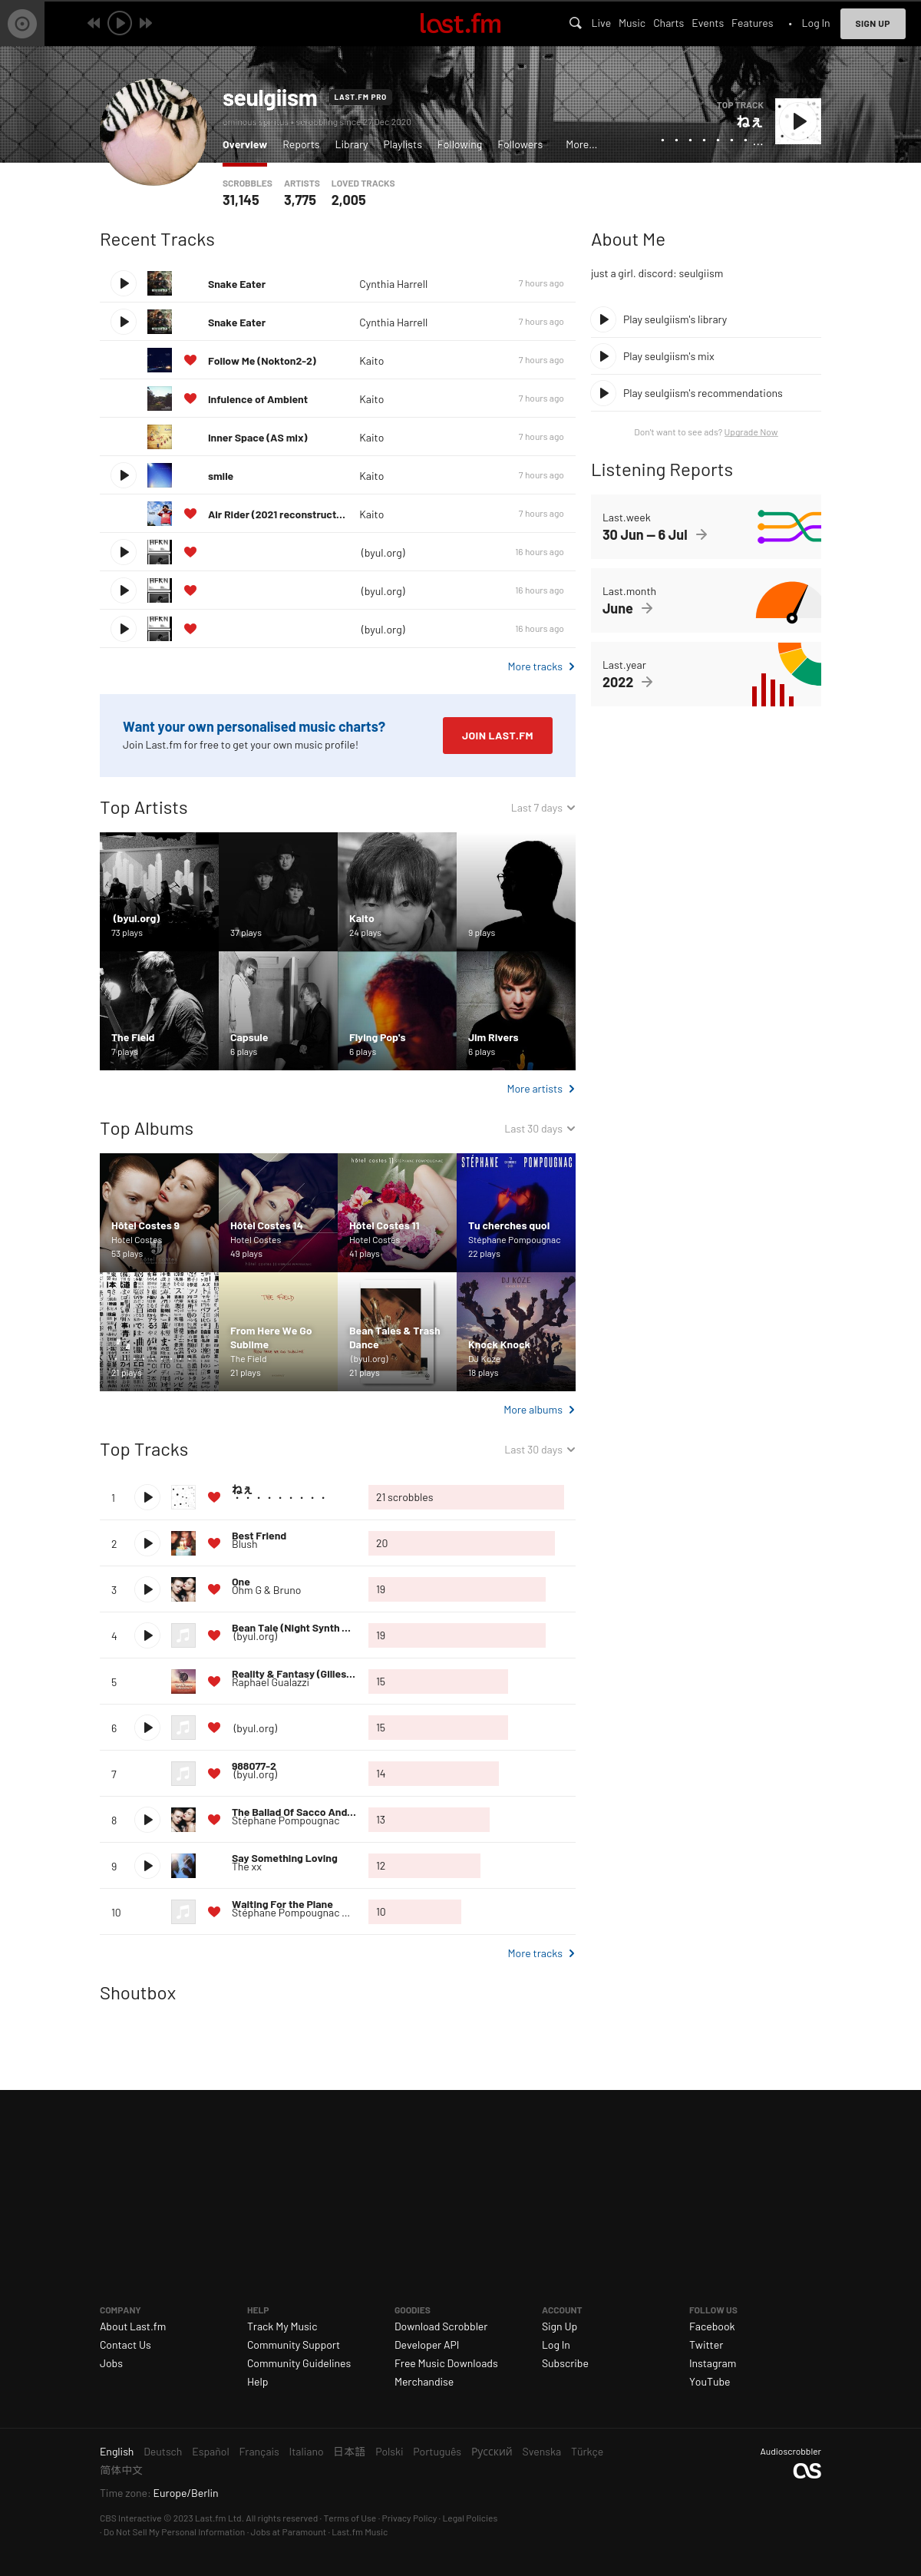 last.fm
Live Music Charts Events Features • Log In SIGN UP
seulgiism LAST.FM PRO
ominous spiritus • scrobbling since 27 Dec 2020
TOP TRACK
ねぇ
. . . . . . . ...
Overview Reports Library Playlists Following Followers More...
SCROBBLES ARTISTS LOVED TRACKS
31,145 3,775 2,005
Recent Tracks
Snake Eater Cynthia Harrell 7 hours ago
Snake Eater Cynthia Harrell 7 hours ago
Follow Me (Nokton2-2) Kaito 7 hours ago
Infulence of Ambient Kaito 7 hours ago
Inner Space (AS mix) Kaito 7 hours ago
smile Kaito 7 hours ago
Air Rider (2021 reconstruct... Kaito 7 hours ago
(byul.org) 16 hours ago
(byul.org) 16 hours ago
(byul.org) 16 hours ago
More tracks
About Me
just a girl. discord: seulgiism
Play seulgiism's library
Play seulgiism's mix
Play seulgiism's recommendations
Don't want to see ads? Upgrade Now
Listening Reports
Last.week
30 Jun — 6 Jul
Last.month
June
Last.year
2022
Want your own personalised music charts?
Join Last.fm for free to get your own music profile!
JOIN LAST.FM
Top Artists Last 7 days
(byul.org)
73 plays
37 plays
Kaito
24 plays
9 plays
The Field
7 plays
Capsule
6 plays
Flying Pop's
6 plays
Jim Rivers
6 plays
More artists
Top Albums Last 30 days
Hôtel Costes 9
Hotel Costes
53 plays
Hôtel Costes 14
Hotel Costes
49 plays
Hôtel Costes 11
Hotel Costes
41 plays
STÉPHANE POMPOUGNAC
Tu cherches quoi
Stéphane Pompougnac
22 plays
21 plays
THE FIELD
From Here We Go
Sublime
The Field
21 plays
Bean Tales & Trash
Dance
(byul.org)
21 plays
DJ KOZE
Knock Knock
DJ Koze
18 plays
More albums
Top Tracks Last 30 days
1 ねぇ 21 scrobbles
. . . . . . . . .
2 Best Friend 20
Blush
3 One 19
Ohm G & Bruno
4 Bean Tale (Night Synth ... 19
(byul.org)
5 Reality & Fantasy (Gilles... 15
Raphael Gualazzi
6 (byul.org) 15
7 988077-2 14
(byul.org)
8 The Ballad Of Sacco And... 13
Stéphane Pompougnac
9 Say Something Loving 12
The xx
10 Waiting For the Plane 10
Stéphane Pompougnac ...
More tracks
Shoutbox
COMPANY
About Last.fm
Contact Us
Jobs
HELP
Track My Music
Community Support
Community Guidelines
Help
GOODIES
Download Scrobbler
Developer API
Free Music Downloads
Merchandise
ACCOUNT
Sign Up
Log In
Subscribe
FOLLOW US
Facebook
Twitter
Instagram
YouTube
English Deutsch Español Français Italiano 日本語 Polski Português Русский Svenska Türkçe
简体中文
Audioscrobbler
Time zone: Europe/Berlin
CBS Interactive © 2023 Last.fm Ltd. All rights reserved · Terms of Use · Privacy Policy · Legal Policies
· Do Not Sell My Personal Information · Jobs at Paramount · Last.fm Music